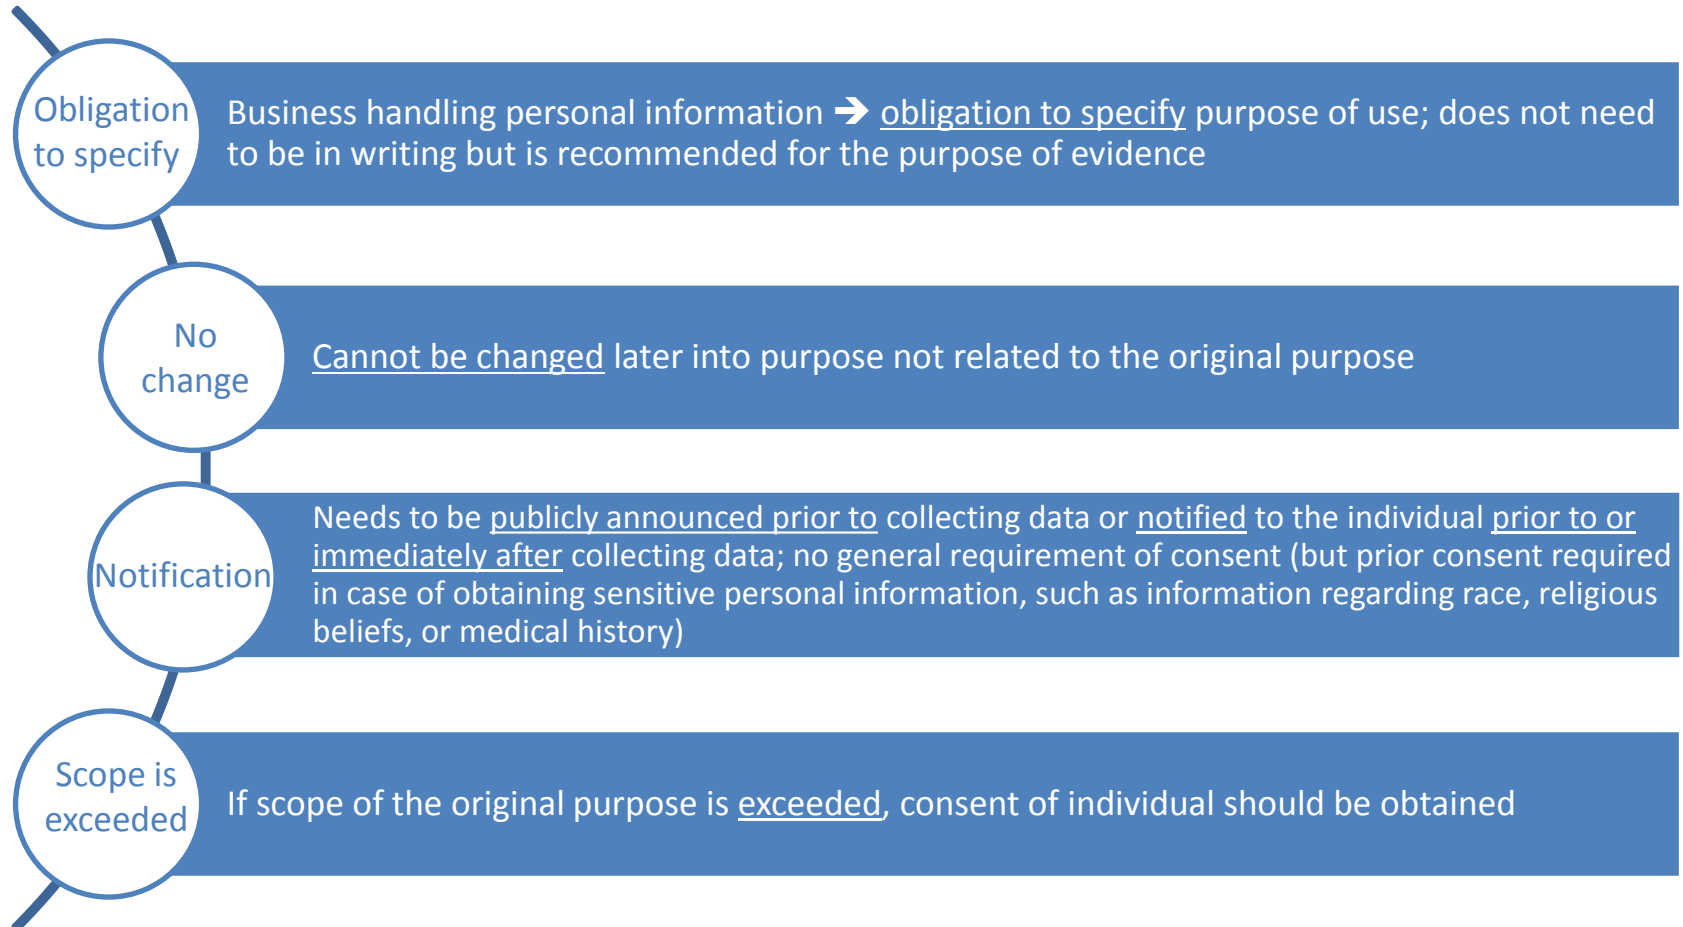 Obligation
to specify
Business handling personal information ➔ obligation to specify purpose of use; does not need
to be in writing but is recommended for the purpose of evidence
No
change
Cannot be changed later into purpose not related to the original purpose
Notification
Needs to be publicly announced prior to collecting data or notified to the individual prior to or
immediately after collecting data; no general requirement of consent (but prior consent required
in case of obtaining sensitive personal information, such as information regarding race, religious
beliefs, or medical history)
Scope is
exceeded
If scope of the original purpose is exceeded, consent of individual should be obtained